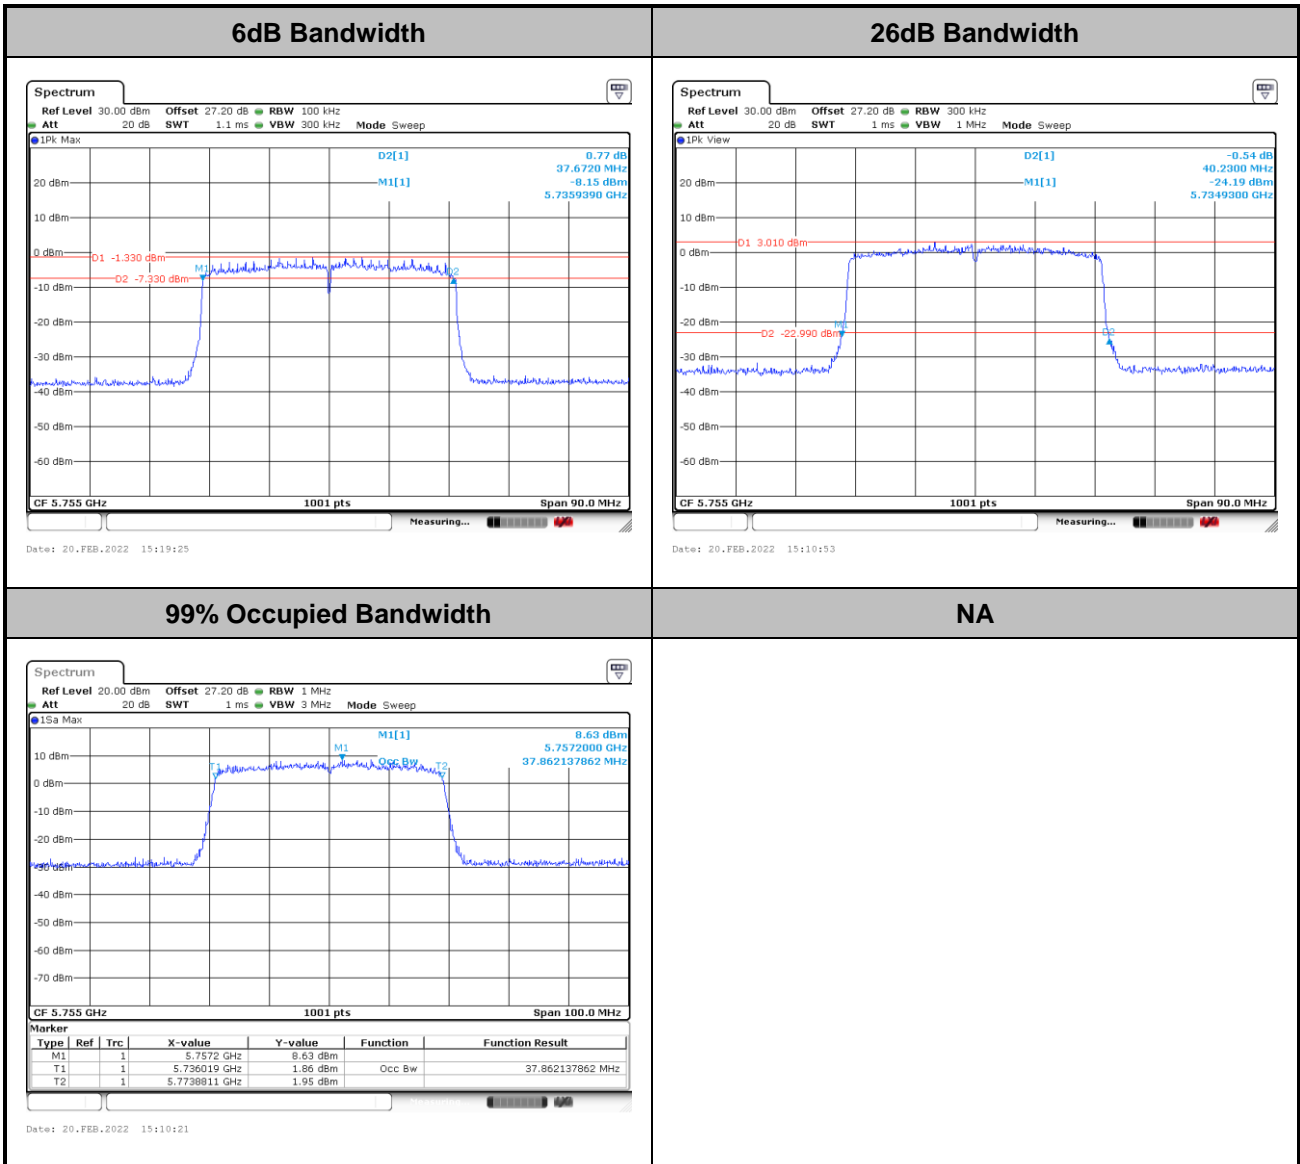 6dB Bandwidth
26dB Bandwidth
Spectrum
Ref Level 30.00 dBm Offset 27.20 dB RBW 100 kHz
Att 20 dB SWT 1.1 ms VBW 300 kHz Mode Sweep
1Pk Max
D2[1] 0.77 dB
37.6720 MHz
M1[1] -8.15 dBm
5.7359390 GHz
20 dBm
10 dBm
0 dBm
D1 -1.330 dBm
M1
D2
D2 -7.330 dBm
-10 dBm
-20 dBm
-30 dBm
-40 dBm
-50 dBm
-60 dBm
CF 5.755 GHz 1001 pts Span 90.0 MHz
Measuring...
Date: 20.FEB.2022 15:19:25
Spectrum
Ref Level 30.00 dBm Offset 27.20 dB RBW 300 kHz
Att 20 dB SWT 1 ms VBW 1 MHz Mode Sweep
1Pk View
D2[1] -0.54 dB
40.2300 MHz
M1[1] -24.19 dBm
5.7349300 GHz
20 dBm
10 dBm
D1 3.010 dBm
0 dBm
-10 dBm
-20 dBm
M1
D2 -22.990 dBm
D2
-30 dBm
-40 dBm
-50 dBm
-60 dBm
CF 5.755 GHz 1001 pts Span 90.0 MHz
Measuring...
Date: 20.FEB.2022 15:10:53
99% Occupied Bandwidth
NA
Spectrum
Ref Level 20.00 dBm Offset 27.20 dB RBW 1 MHz
Att 20 dB SWT 1 ms VBW 3 MHz Mode Sweep
1Sa Max
M1[1] 8.63 dBm
5.7572000 GHz
M1
10 dBm
Occ Bw 37.862137862 MHz
T1
T2
0 dBm
-10 dBm
-20 dBm
-30 dBm
-40 dBm
-50 dBm
-60 dBm
-70 dBm
CF 5.755 GHz 1001 pts Span 100.0 MHz
Marker
Type Ref Trc X-value Y-value Function Function Result
M1 1 5.7572 GHz 8.63 dBm
T1 1 5.736019 GHz 1.86 dBm Occ Bw 37.862137862 MHz
T2 1 5.7738811 GHz 1.95 dBm
Measuring...
Date: 20.FEB.2022 15:10:21